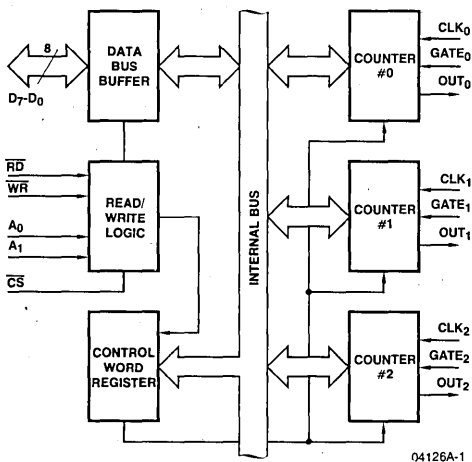 8
D7-D0
DATA
BUS
BUFFER
RD
WR
A0
A1
CS
READ/
WRITE
LOGIC
CONTROL
WORD
REGISTER
INTERNAL BUS
COUNTER
#0
CLK0
GATE0
OUT0
COUNTER
#1
CLK1
GATE1
OUT1
COUNTER
#2
CLK2
GATE2
OUT2
04126A-1